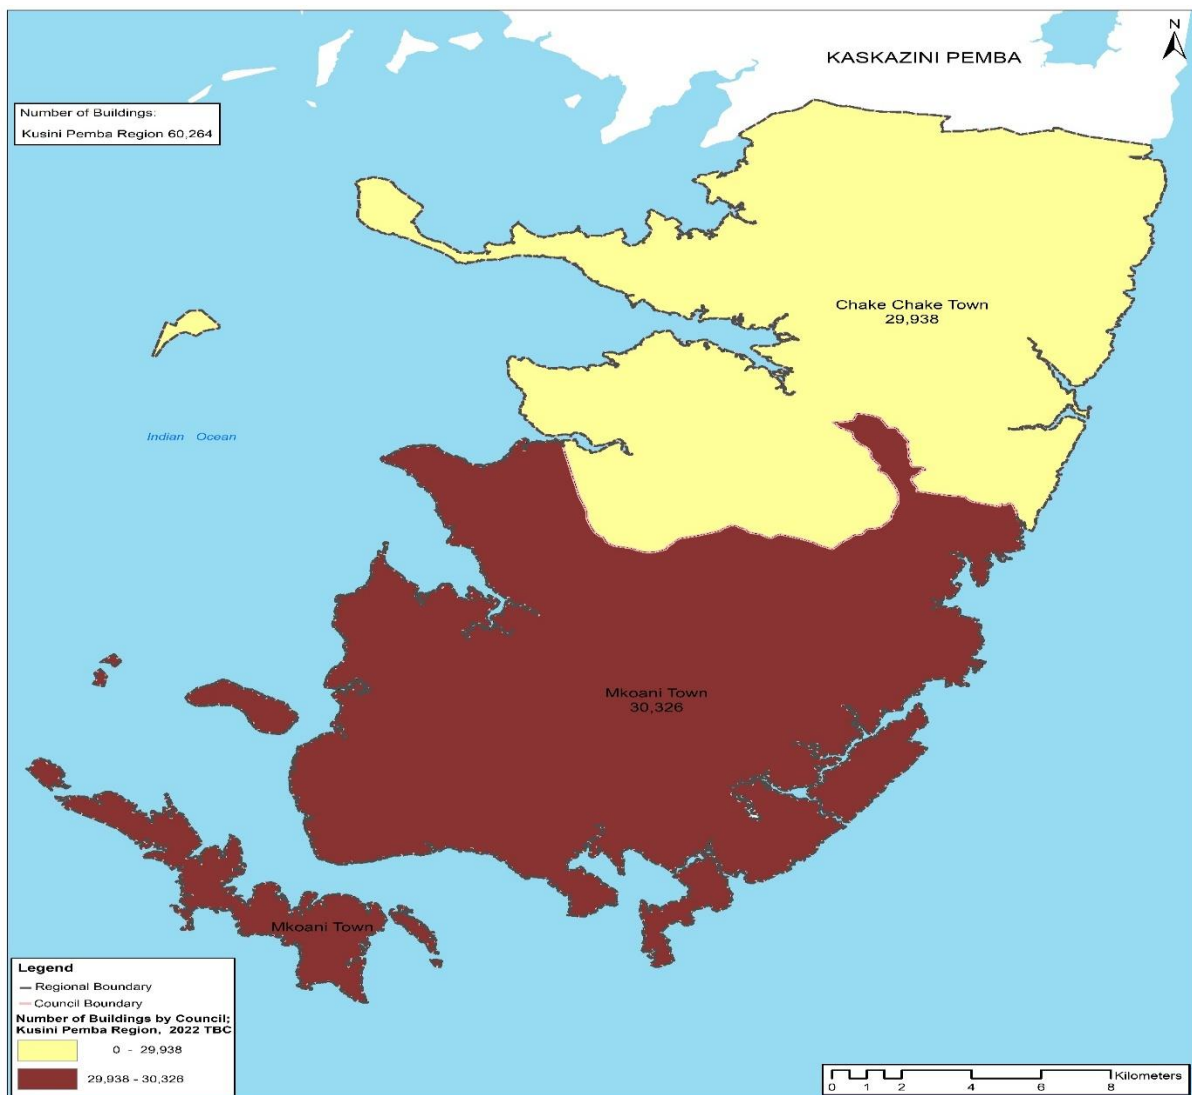 N
KASKAZINI PEMBA
Number of Buildings:
Kusini Pemba Region 60,264
Chake Chake Town
29,938
Indian Ocean
Mkoani Town
30,326
Mkoani Town
Legend
Regional Boundary
Council Boundary
Number of Buildings by Council;
Kusini Pemba Region, 2022 TBC
0 - 29,938
29,938 - 30,326
Kilometers
0 1 2 4 6 8